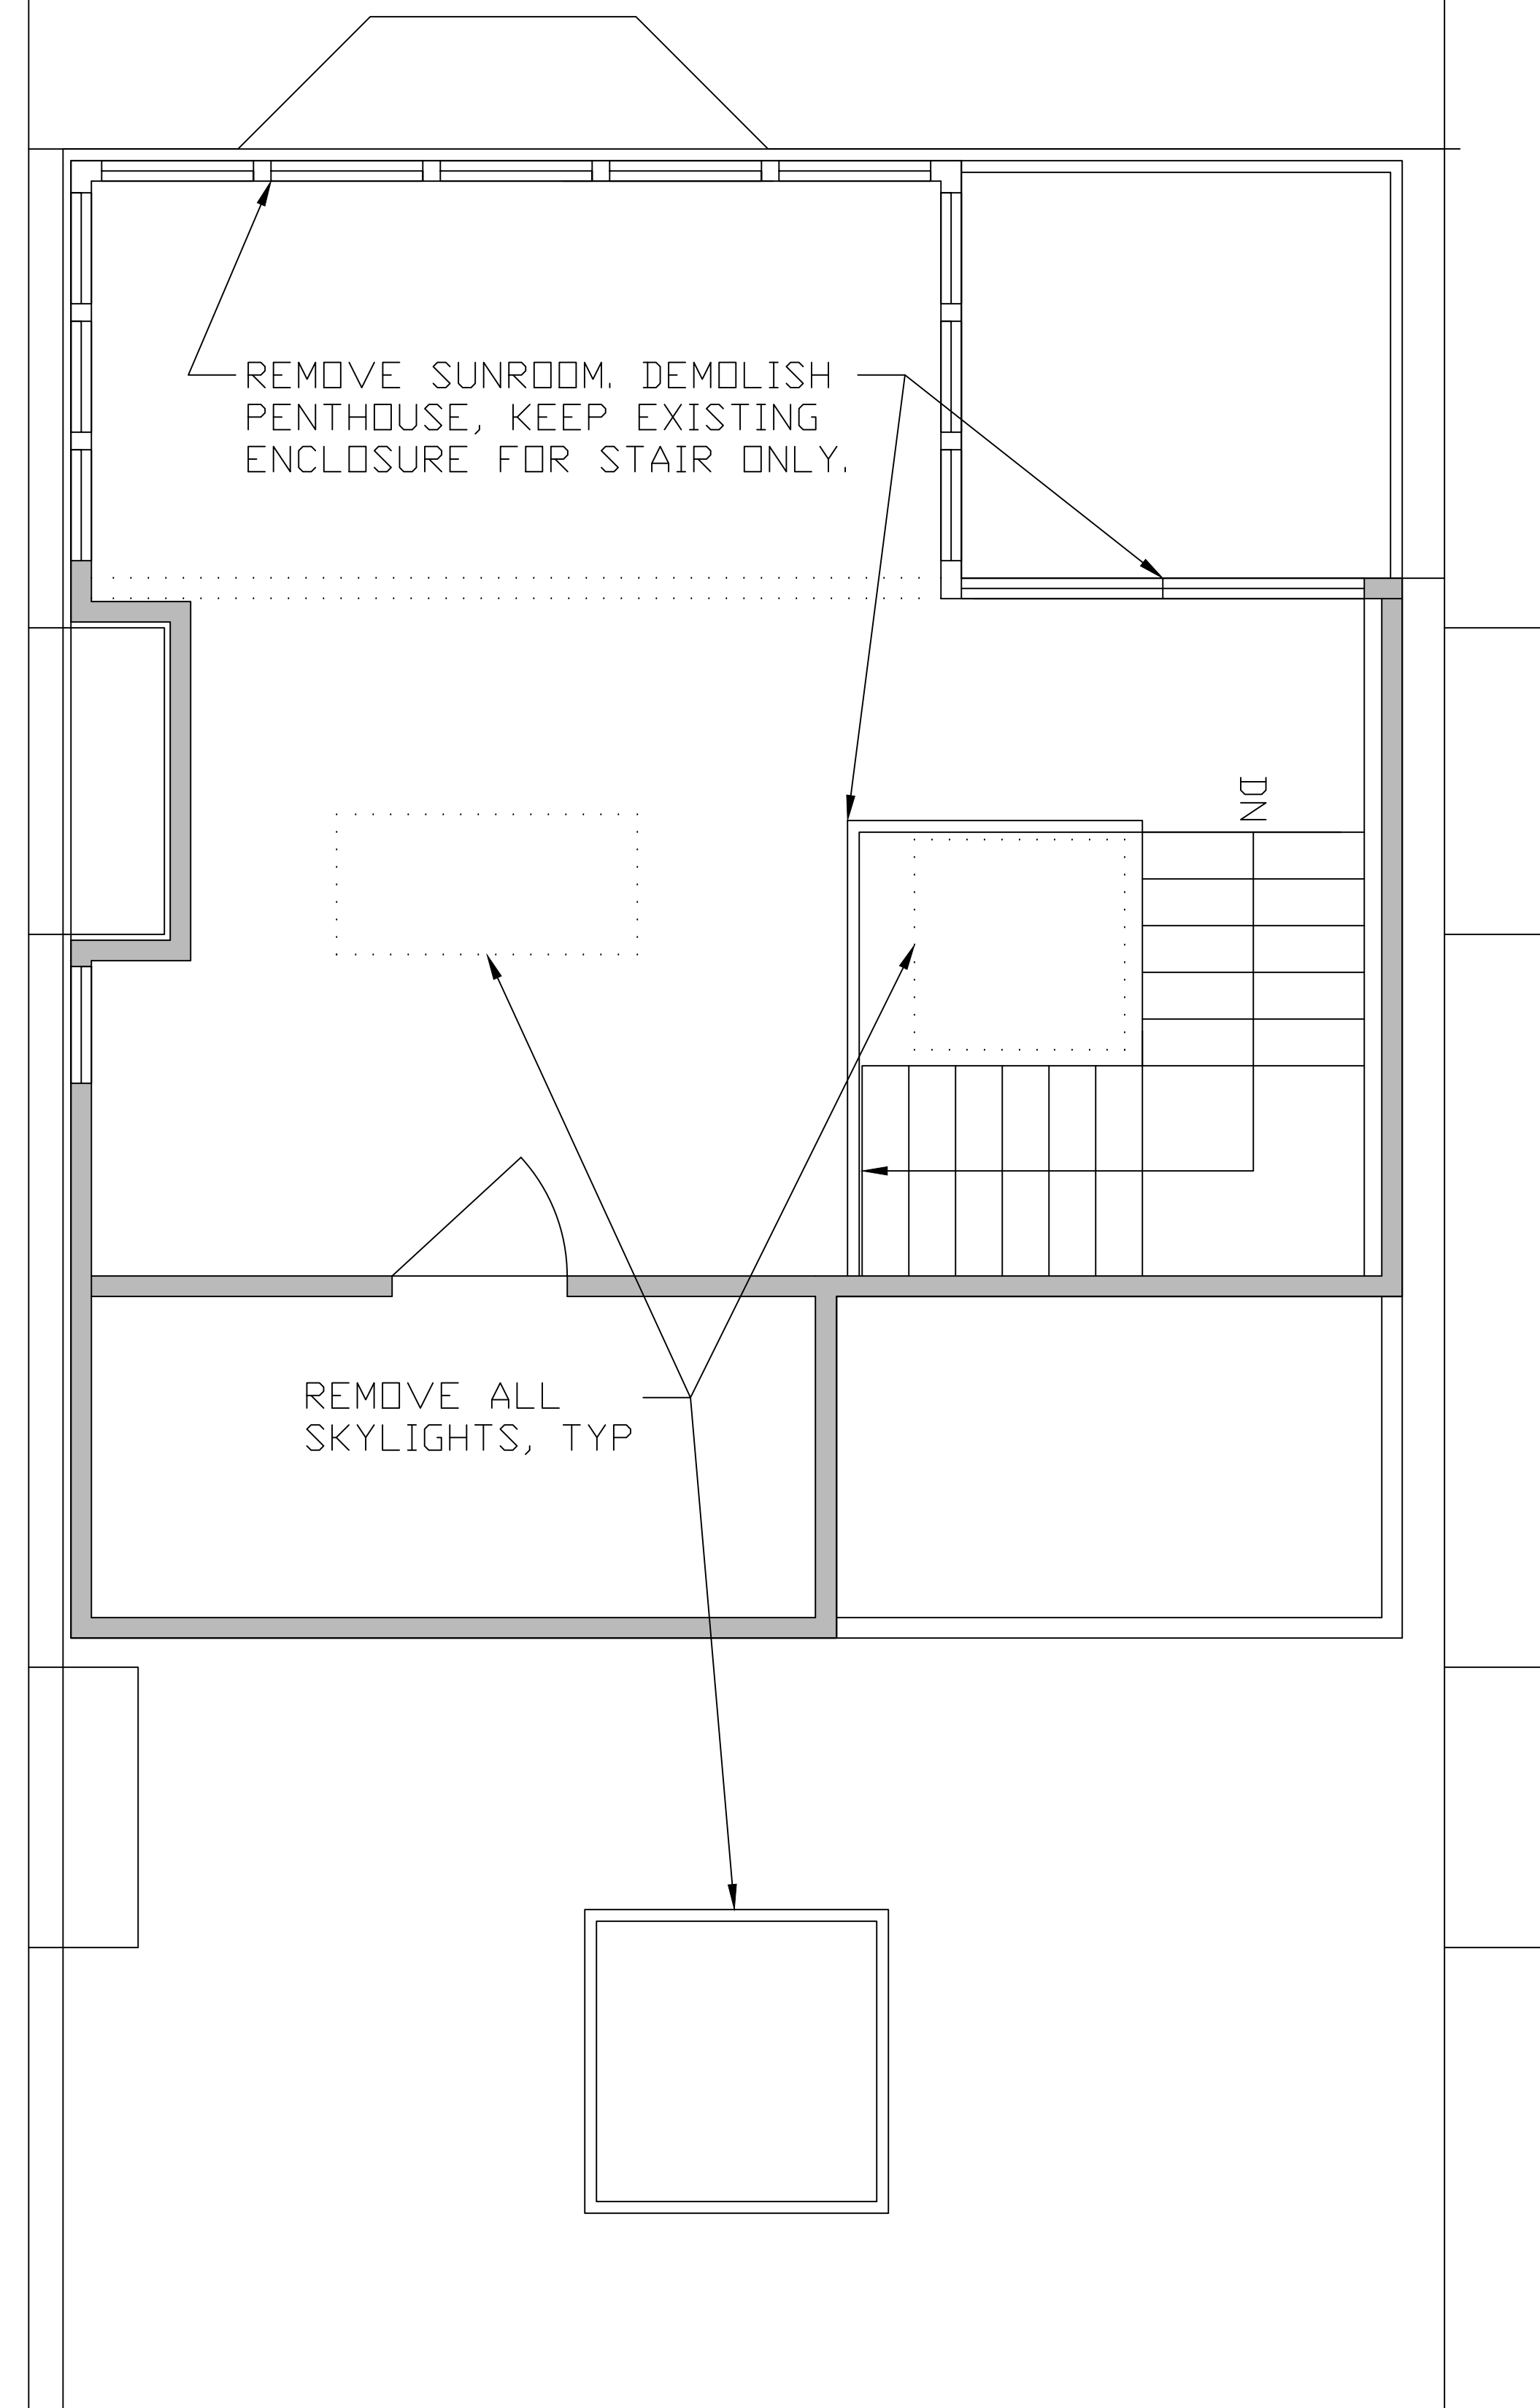 REMOVE SUNROOM. DEMOLISH
PENTHOUSE, KEEP EXISTING
ENCLOSURE FOR STAIR ONLY.
DN
REMOVE ALL
SKYLIGHTS, TYP